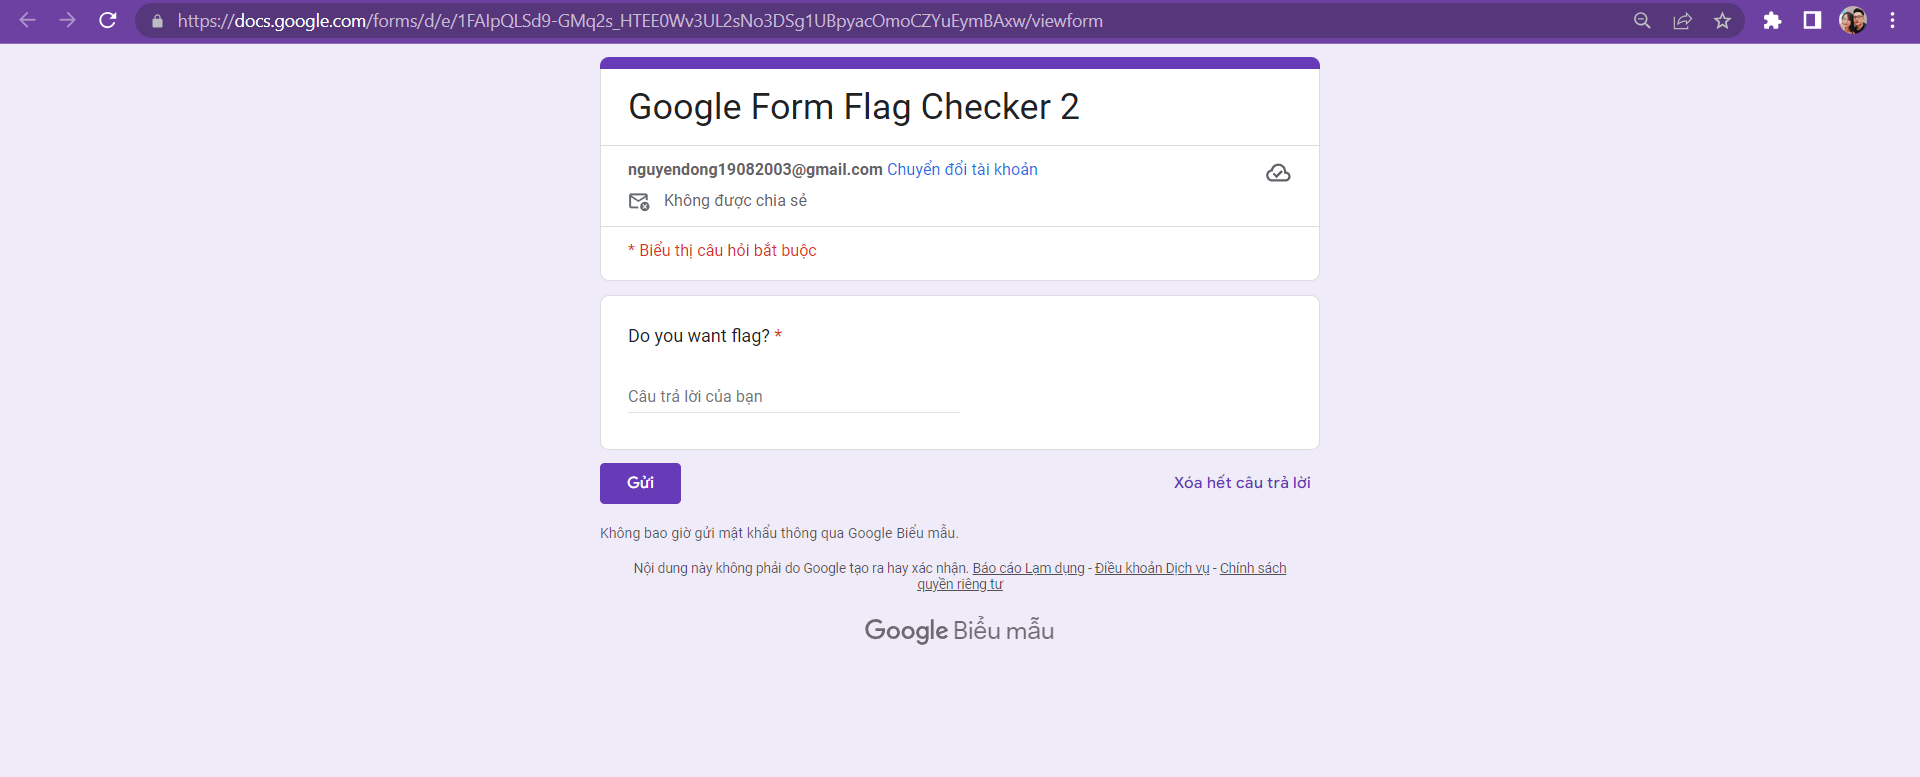 https://docs.google.com/forms/d/e/1FAIpQLSd9-GMq2s_HTEE0Wv3UL2sNo3DSg1UBpyacOmoCZYuEymBAxw/viewform
Google Form Flag Checker 2
nguyendong19082003@gmail.com Chuyển đổi tài khoản
Không được chia sẻ
* Biểu thị câu hỏi bắt buộc
Do you want flag? *
Câu trả lời của bạn
Gửi
Xóa hết câu trả lời
Không bao giờ gửi mật khẩu thông qua Google Biểu mẫu.
Nội dung này không phải do Google tạo ra hay xác nhận. Báo cáo Lạm dụng - Điều khoản Dịch vụ - Chính sách
quyền riêng tư
Google Biểu mẫu